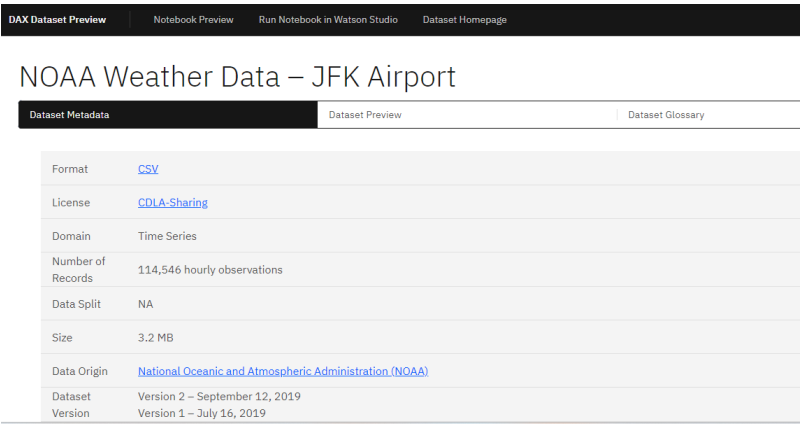 DAX Dataset Preview Notebook Preview Run Notebook in Watson Studio Dataset Homepage
NOAA Weather Data – JFK Airport
Dataset Metadata Dataset Preview Dataset Glossary
Format CSV
License CDLA-Sharing
Domain Time Series
Number of
Records 114,546 hourly observations
Data Split NA
Size 3.2 MB
Data Origin National Oceanic and Atmospheric Administration (NOAA)
Dataset Version 2 – September 12, 2019
Version Version 1 – July 16, 2019